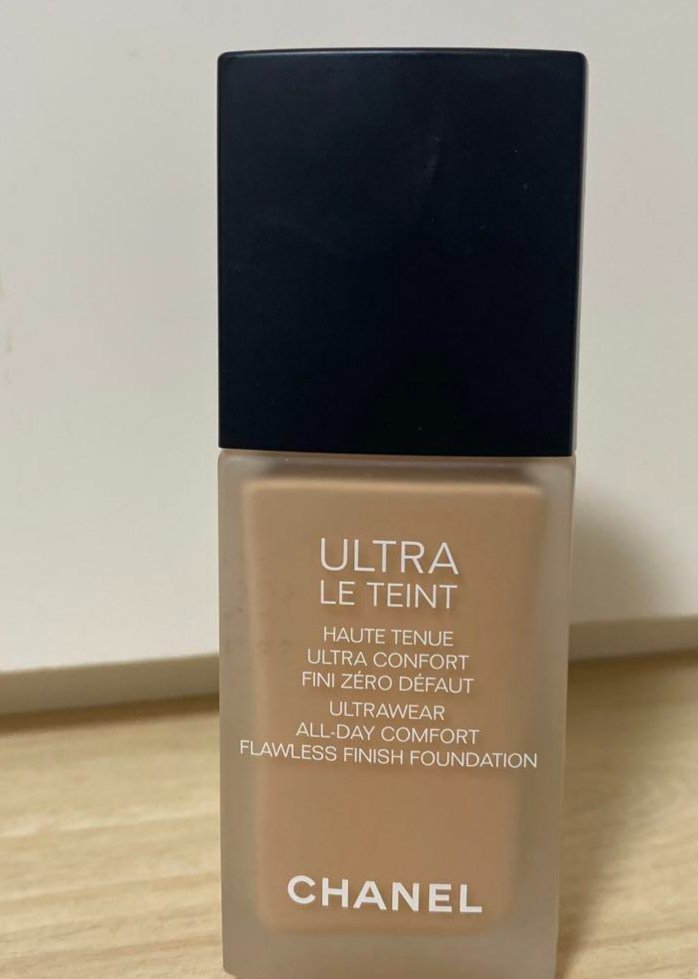 ULTRA
LE TEINT
HAUTE TENUE
ULTRA CONFORT
FINI ZÉRO DÉFAUT
ULTRAWEAR
ALL-DAY COMFORT
FLAWLESS FINISH FOUNDATION
CHANEL